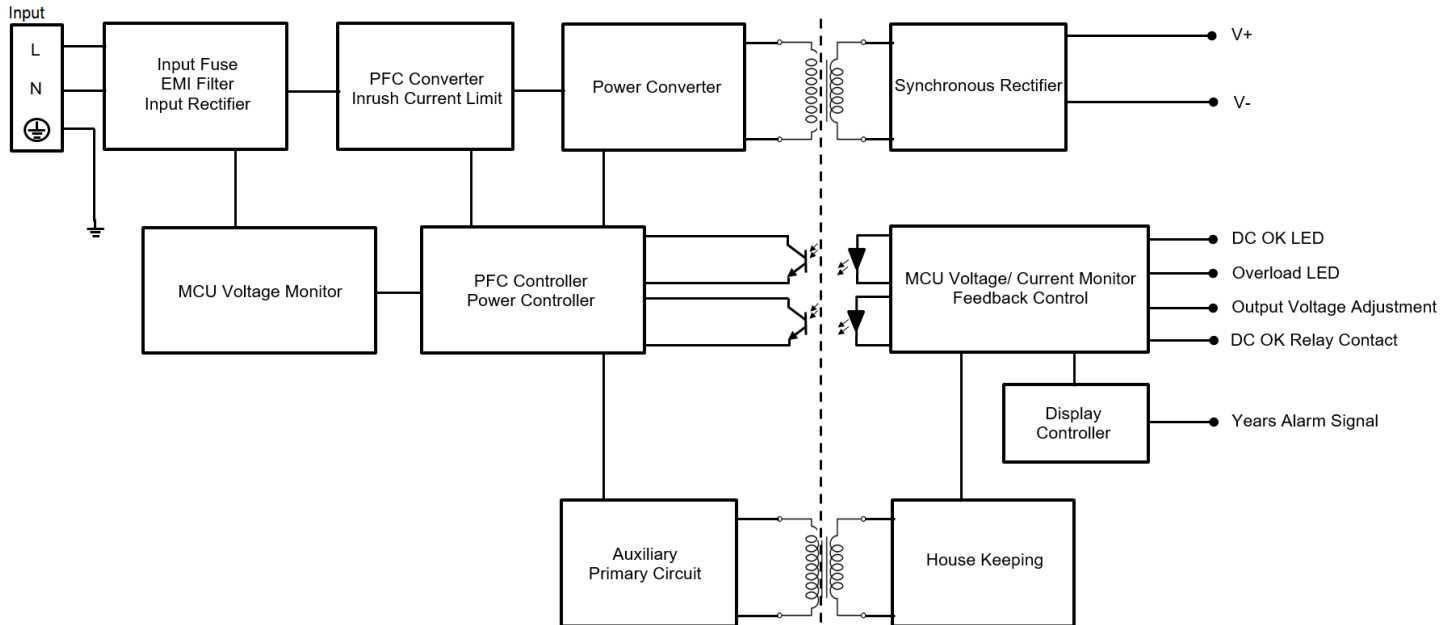 Input
L
N
Input Fuse
EMI Filter
Input Rectifier
PFC Converter
Inrush Current Limit
Power Converter
Synchronous Rectifier
V+
V-
MCU Voltage Monitor
PFC Controller
Power Controller
MCU Voltage/ Current Monitor
Feedback Control
DC OK LED
Overload LED
Output Voltage Adjustment
DC OK Relay Contact
Display
Controller
Years Alarm Signal
Auxiliary
Primary Circuit
House Keeping